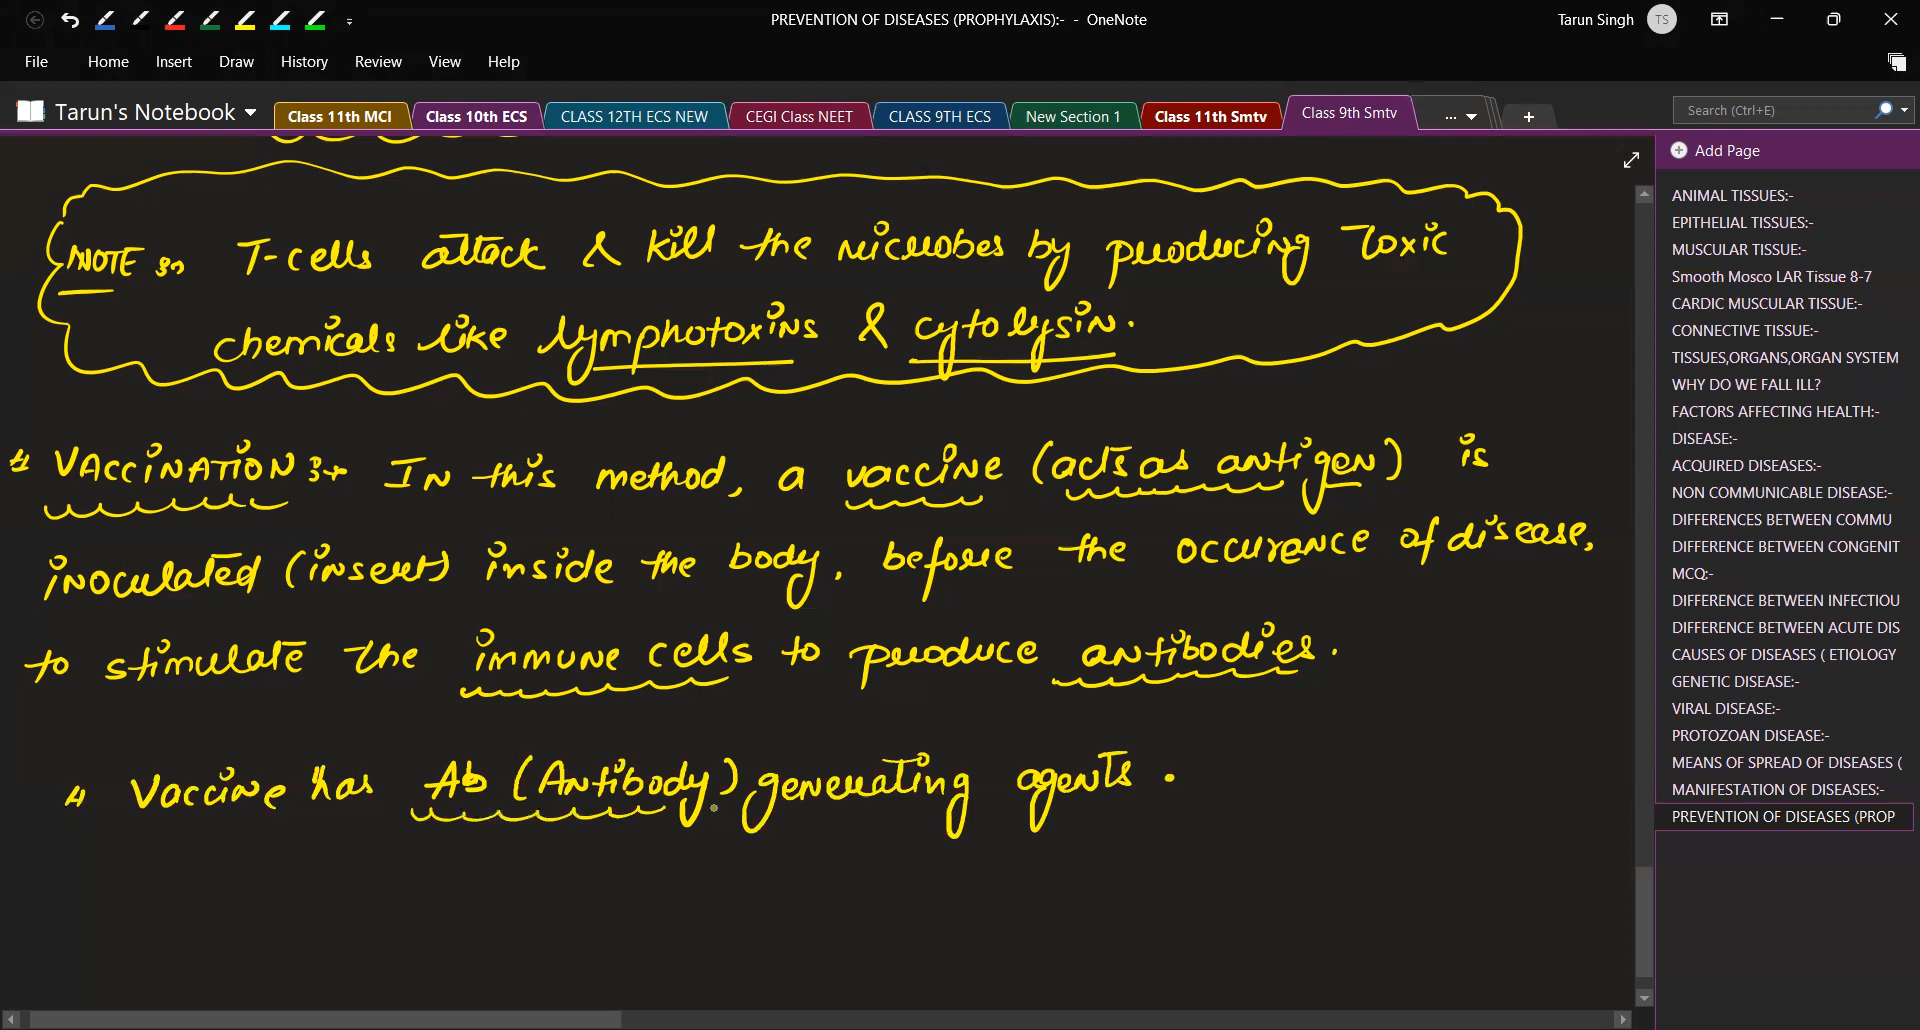 PREVENTION OF DISEASES (PROPHYLAXIS):- - OneNote
Tarun Singh TS
File Home Insert Draw History Review View Help
Tarun's Notebook
Class 11th MCI Class 10th ECS CLASS 12TH ECS NEW CEGI Class NEET CLASS 9TH ECS New Section 1 Class 11th Smtv Class 9th Smtv ... +
Search (Ctrl+E)
NOTE :- T-cells attack & kill the microbes by producing Toxic
chemicals like lymphotoxins & cytolysin.
VACCINATION :- In this method, a vaccine (acts as antigen) is
inoculated (insert) inside the body, before the occurence of disease,
to stimulate the immune cells to produce antibodies.
Vaccine has Ab (Antibody) generating agents.
Add Page
ANIMAL TISSUES:-
EPITHELIAL TISSUES:-
MUSCULAR TISSUE:-
Smooth Mosco LAR Tissue 8-7
CARDIC MUSCULAR TISSUE:-
CONNECTIVE TISSUE:-
TISSUES,ORGANS,ORGAN SYSTEM
WHY DO WE FALL ILL?
FACTORS AFFECTING HEALTH:-
DISEASE:-
ACQUIRED DISEASES:-
NON COMMUNICABLE DISEASE:-
DIFFERENCES BETWEEN COMMU
DIFFERENCE BETWEEN CONGENIT
MCQ:-
DIFFERENCE BETWEEN INFECTIOU
DIFFERENCE BETWEEN ACUTE DIS
CAUSES OF DISEASES ( ETIOLOGY
GENETIC DISEASE:-
VIRAL DISEASE:-
PROTOZOAN DISEASE:-
MEANS OF SPREAD OF DISEASES (
MANIFESTATION OF DISEASES:-
PREVENTION OF DISEASES (PROP